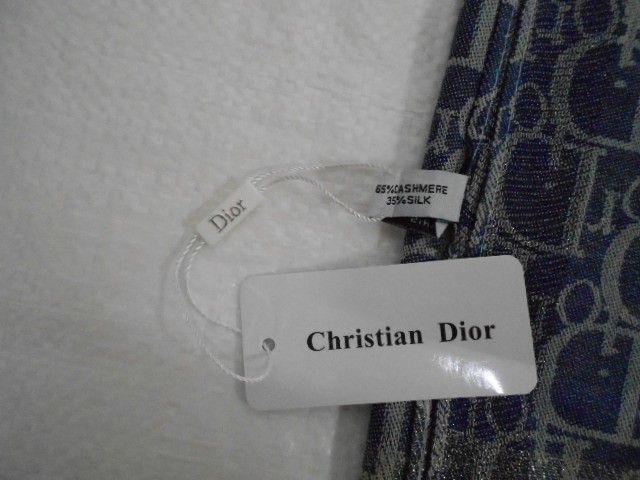 65%CASHMERE
35%SILK
Dior
Christian Dior